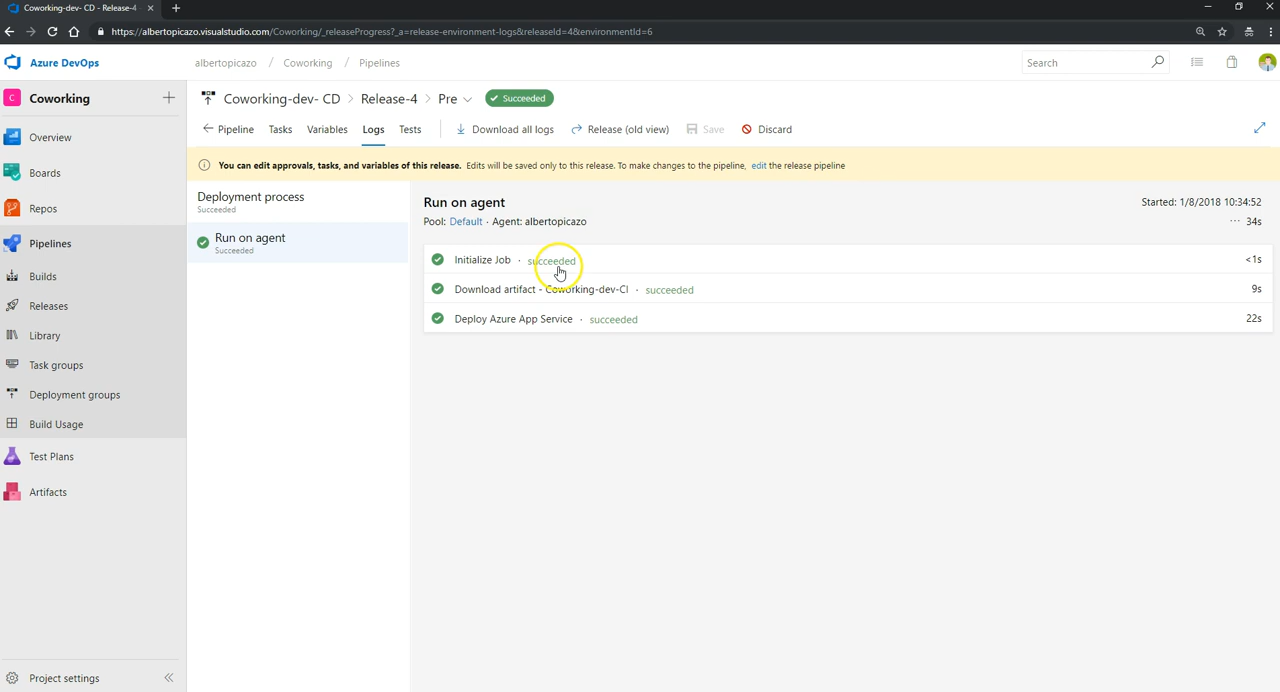 Coworking-dev- CD - Release-4
https://albertopicazo.visualstudio.com/Coworking/_releaseProgress?_a=release-environment-logs&releaseId=4&environmentId=6
Azure DevOps
albertopicazo / Coworking / Pipelines
Search
C Coworking
Coworking-dev- CD > Release-4 > Pre
Succeeded
Pipeline Tasks Variables Logs Tests Download all logs Release (old view) Save Discard
You can edit approvals, tasks, and variables of this release. Edits will be saved only to this release. To make changes to the pipeline, edit the release pipeline
Overview
Boards
Repos
Pipelines
Builds
Releases
Library
Task groups
Deployment groups
Build Usage
Test Plans
Artifacts
Project settings
Deployment process
Succeeded
Run on agent
Succeeded
Run on agent
Started: 1/8/2018 10:34:52
Pool: Default · Agent: albertopicazo
··· 34s
Initialize Job · succeeded <1s
Download artifact - Coworking-dev-CI · succeeded 9s
Deploy Azure App Service · succeeded 22s